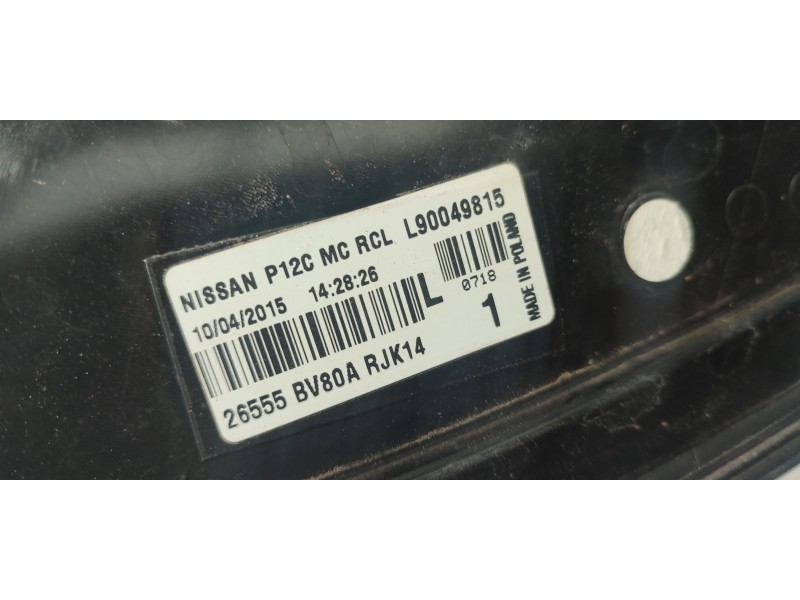 NISSAN P12C MC RCL L90049815
10/04/2015 14:28:26
L
0718
1
MADE IN POLAND
26555 BV80A RJK14